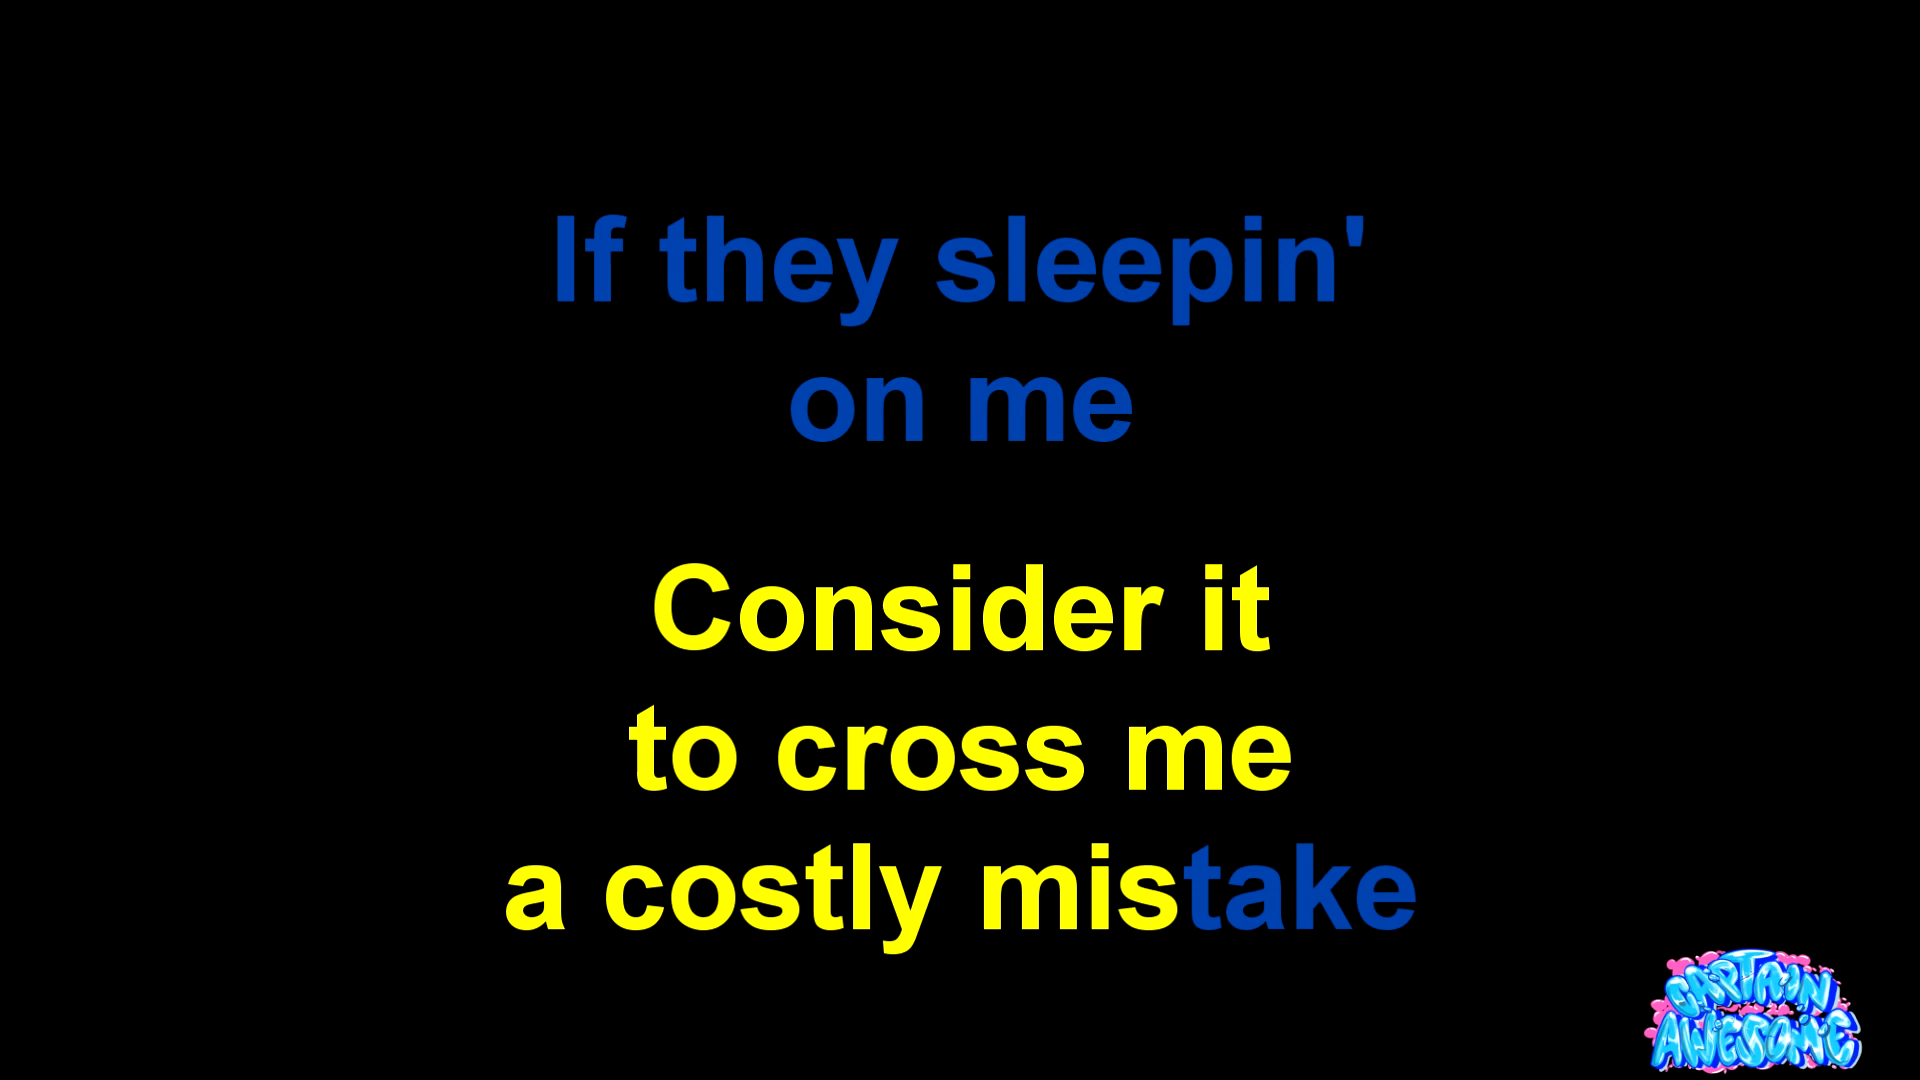 If they sleepin'
on me
Consider it
to cross me
a costly mistake
CAPTAIN
AWESOME